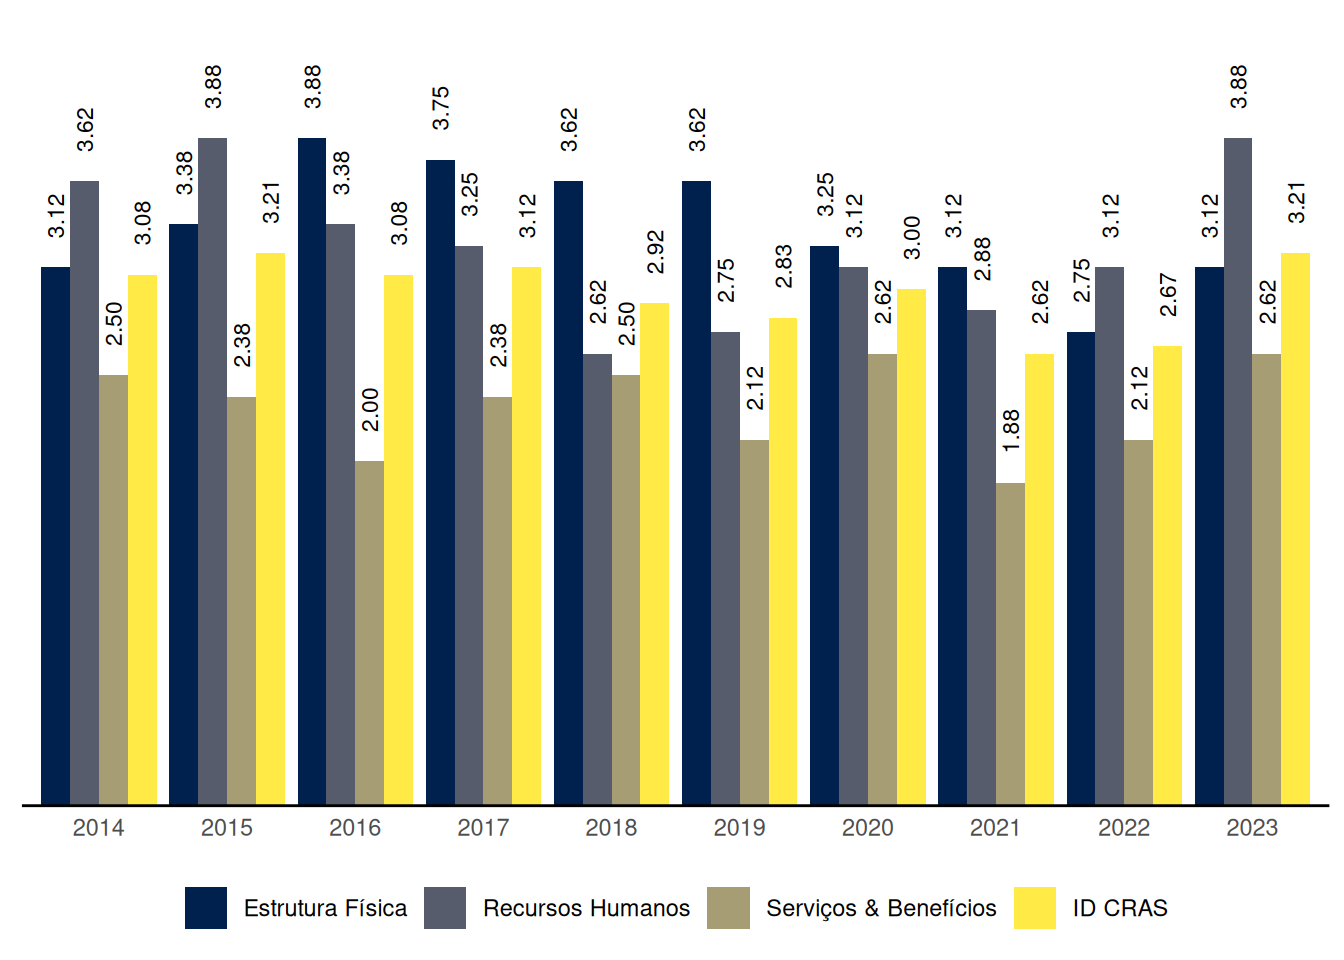 3.12 3.62 2.50 3.08
3.38 3.88 2.38 3.21
3.88 3.38 2.00 3.08
3.75 3.25 2.38 3.12
3.62 2.62 2.50 2.92
3.62 2.75 2.12 2.83
3.25 3.12 2.62 3.00
3.12 2.88 1.88 2.62
2.75 3.12 2.12 2.67
3.12 3.88 2.62 3.21
2014 2015 2016 2017 2018 2019 2020 2021 2022 2023
Estrutura Física Recursos Humanos Serviços & Benefícios ID CRAS